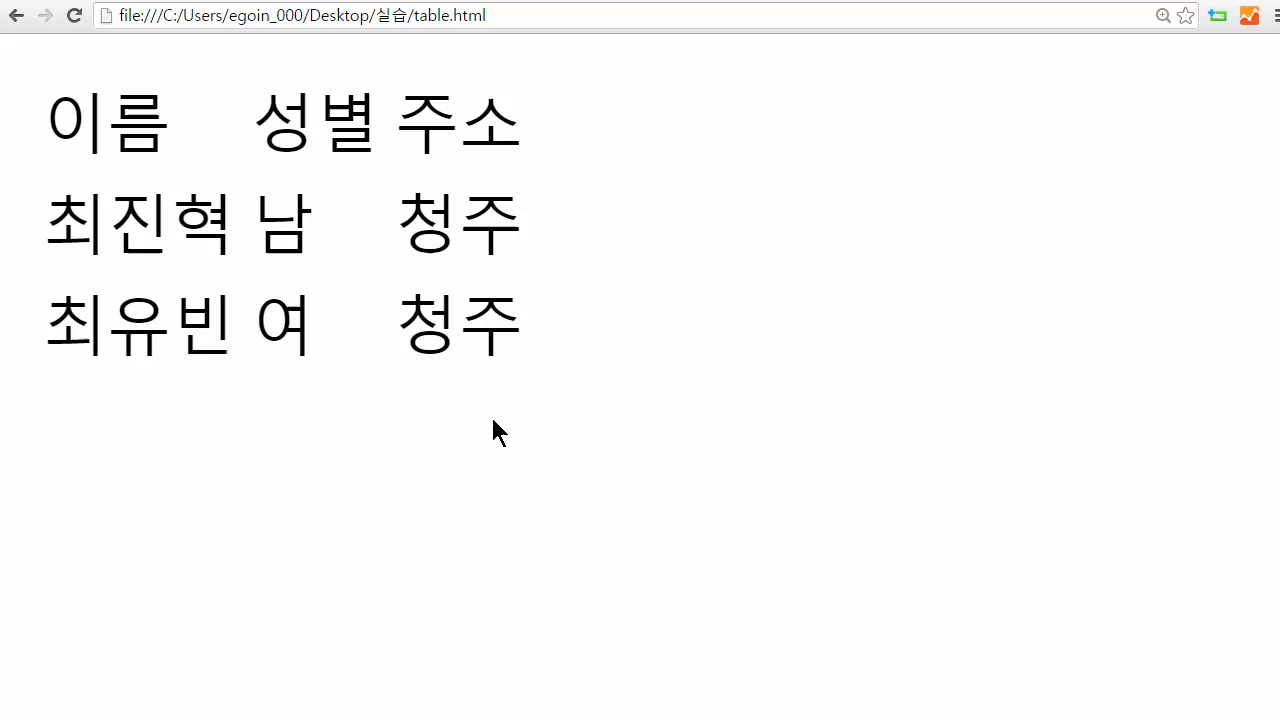 file:///C:/Users/egoin_000/Desktop/실습/table.html
이름 성별 주소
최진혁 남 청주
최유빈 여 청주